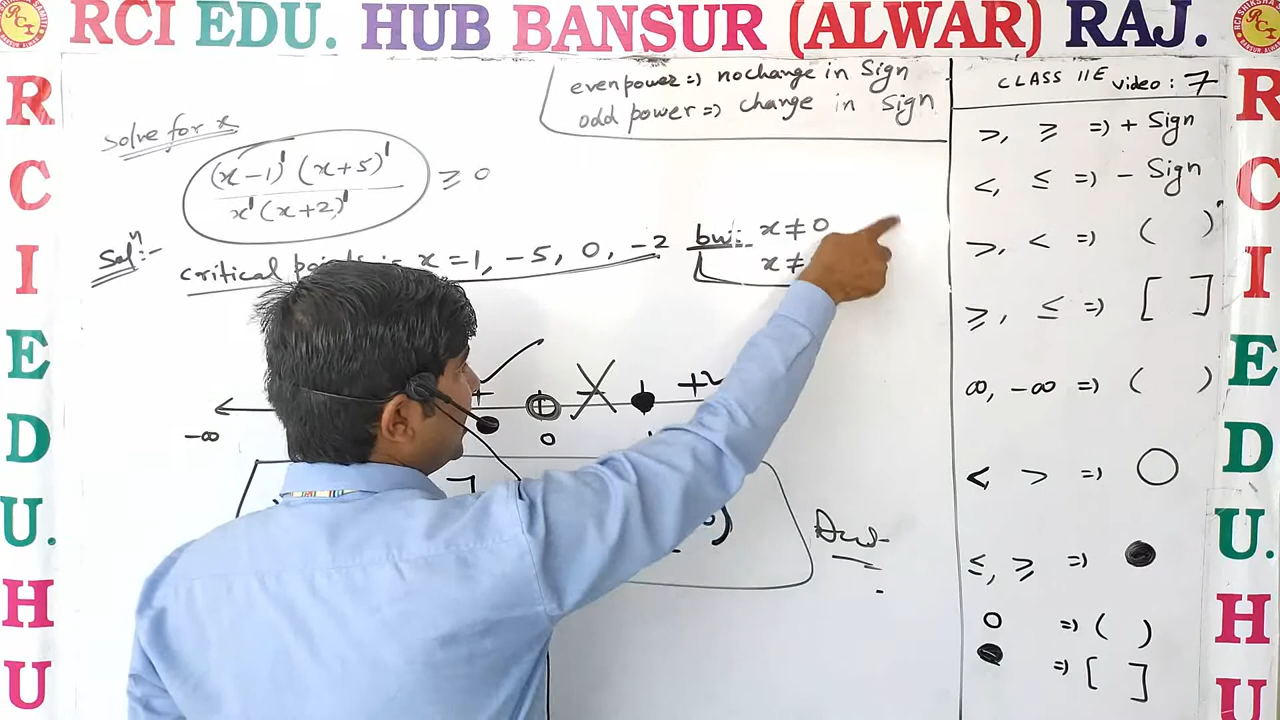 RCI EDU. HUB BANSUR (ALWAR) RAJ.
R
C
I
E
D
U.
H
U
even power => no change in Sign
odd power => change in Sign
Solve for x
(x-1)¹ (x+5)¹
x¹ (x+2)¹
≥ 0
Solⁿ:-
critical x = 1, -5, 0, -2
but: x ≠ 0
x ≠
+ + +
-∞ 0
Ans
CLASS 11E video: 7
>, ≥ => + Sign
<, ≤ => - Sign
>, < => ( )
≥, ≤ => [ ]
∞, -∞ => ( )
< > => ○
≤, ≥ => ●
○ => ( )
● => [ ]
R
C
I
E
D
U.
H
U